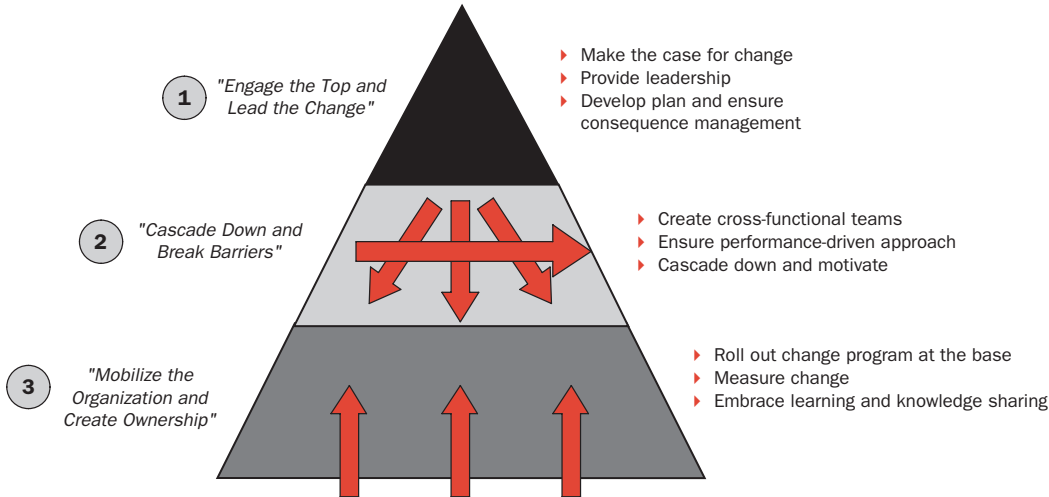 1
"Engage the Top and
Lead the Change"
Make the case for change
Provide leadership
Develop plan and ensure
consequence management
2
"Cascade Down and
Break Barriers"
Create cross-functional teams
Ensure performance-driven approach
Cascade down and motivate
3
"Mobilize the
Organization and
Create Ownership"
Roll out change program at the base
Measure change
Embrace learning and knowledge sharing